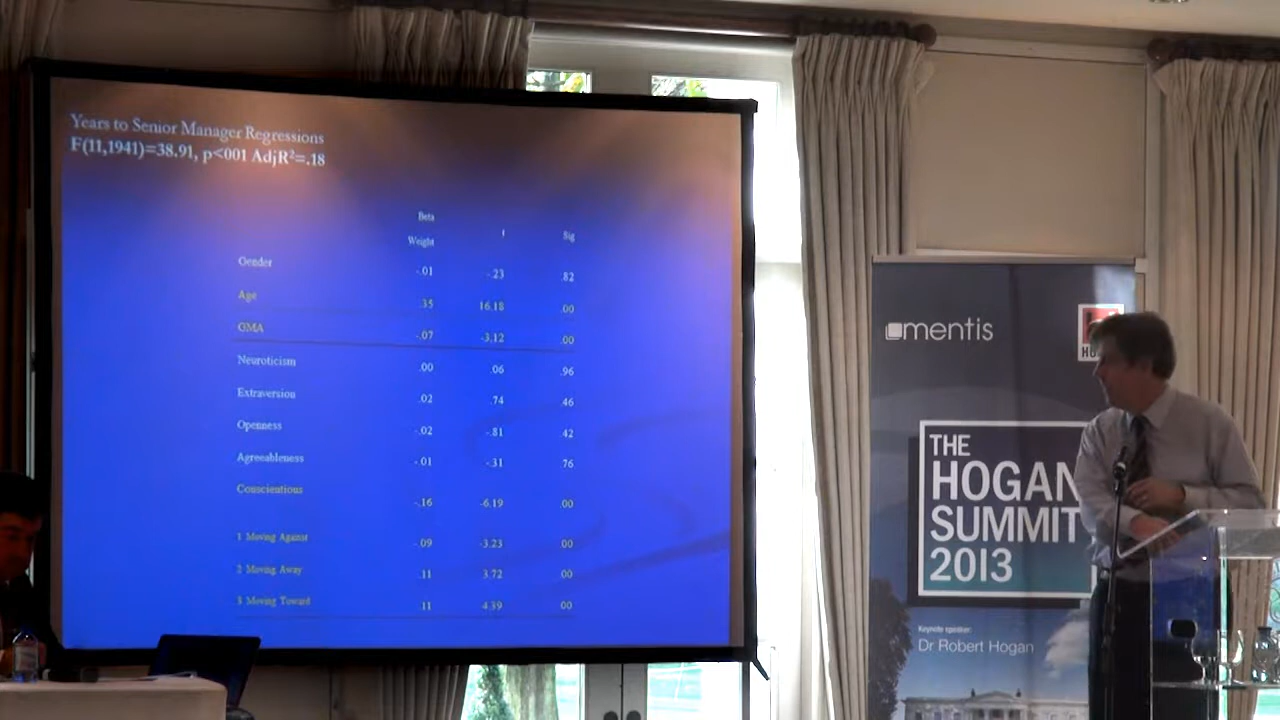 Years to Senior Manager Regressions
F(11,1941)=38.91, p<001 AdjR²=.18
Beta
Weight t Sig
Gender -.01 -.23 .82
Age .35 16.18 .00
GMA -.07 -3.12 .00
Neuroticism .00 .06 .96
Extraversion .02 .74 .46
Openness -.02 -.81 .42
Agreeableness -.01 -.31 .76
Conscientious -.16 -6.19 .00
1 Moving Against -.09 -3.23 .00
2 Moving Away .11 3.72 .00
3 Moving Toward .11 4.39 .00
mentis
THE
HOGAN
SUMMIT
2013
Keynote speaker:
Dr Robert Hogan